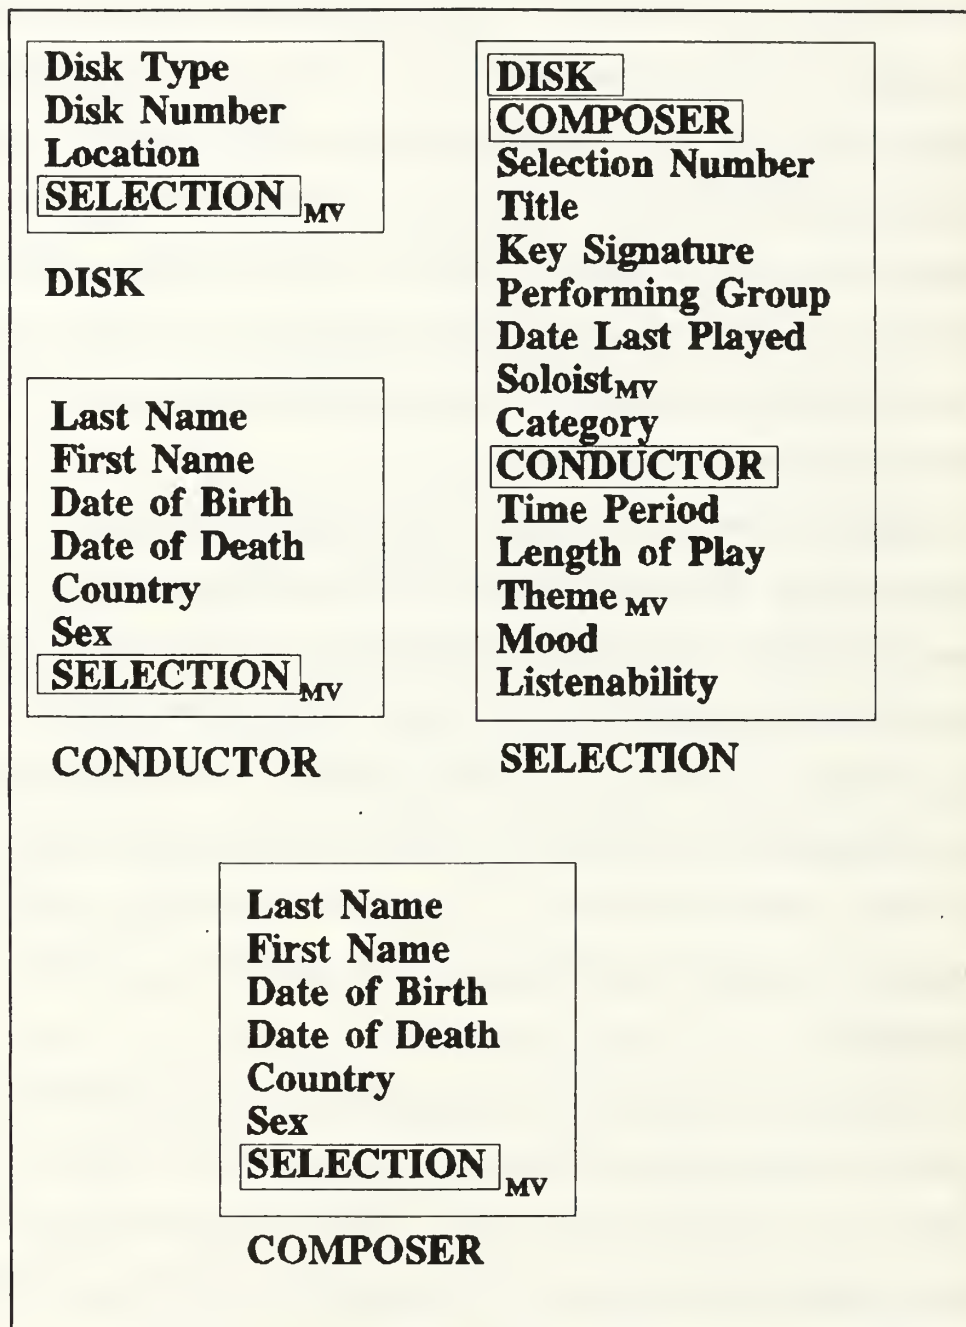 Disk Type
Disk Number
Location
SELECTION MV
DISK
Last Name
First Name
Date of Birth
Date of Death
Country
Sex
SELECTION MV
CONDUCTOR
DISK
COMPOSER
Selection Number
Title
Key Signature
Performing Group
Date Last Played
Soloist MV
Category
CONDUCTOR
Time Period
Length of Play
Theme MV
Mood
Listenability
SELECTION
Last Name
First Name
Date of Birth
Date of Death
Country
Sex
SELECTION MV
COMPOSER